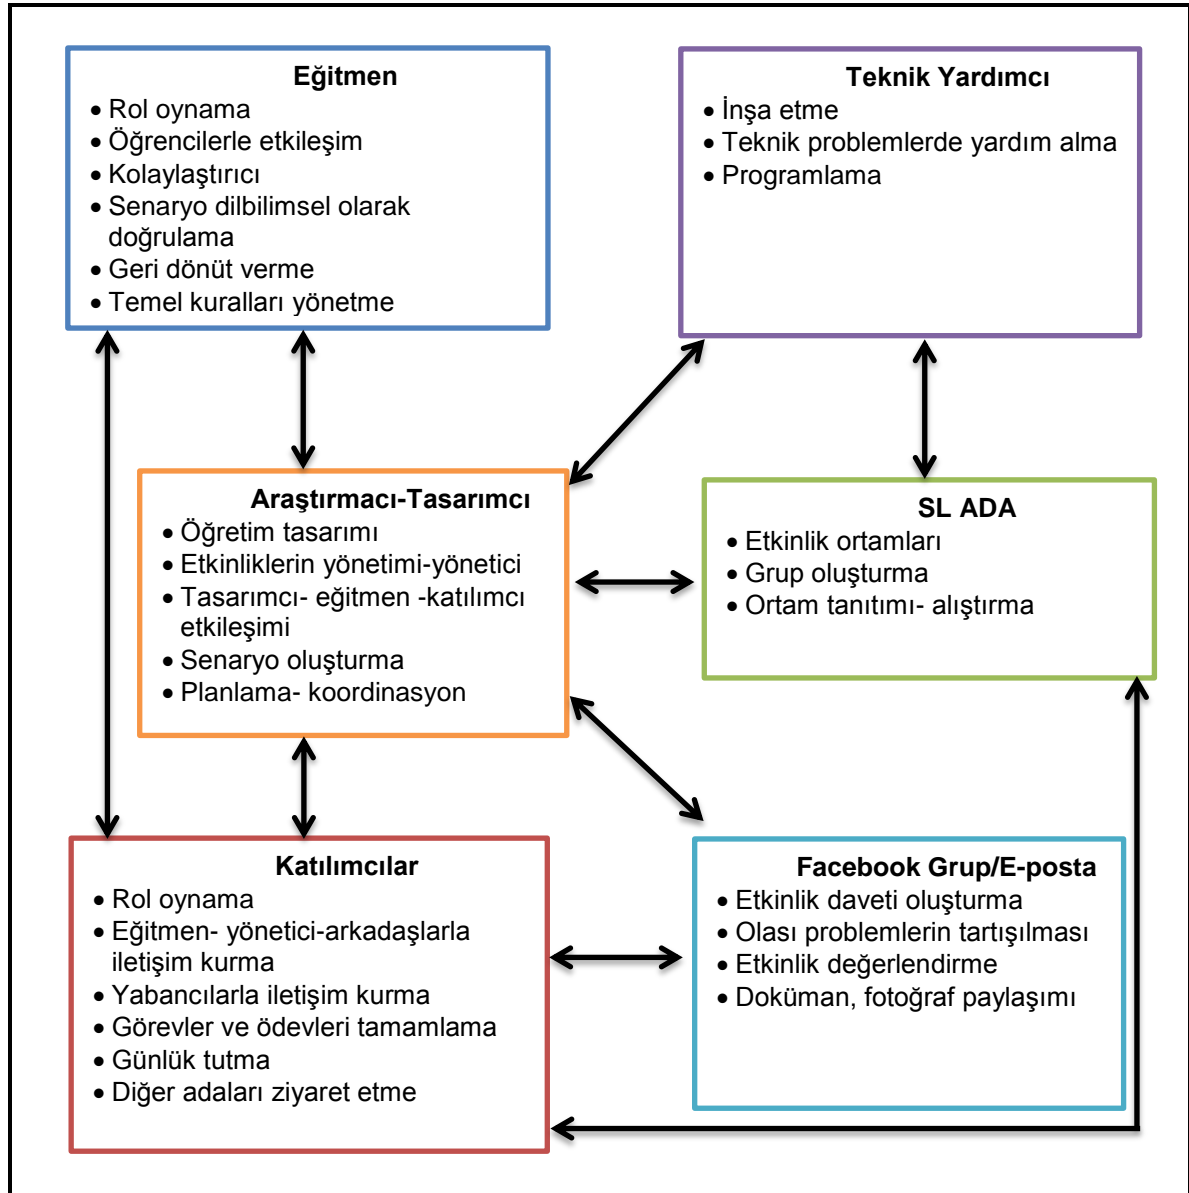 Eğitmen
• Rol oynama
• Öğrencilerle etkileşim
• Kolaylaştırıcı
• Senaryo dilbilimsel olarak
doğrulama
• Geri dönüt verme
• Temel kuralları yönetme
Teknik Yardımcı
• İnşa etme
• Teknik problemlerde yardım alma
• Programlama
Araştırmacı-Tasarımcı
• Öğretim tasarımı
• Etkinliklerin yönetimi-yönetici
• Tasarımcı- eğitmen -katılımcı
etkileşimi
• Senaryo oluşturma
• Planlama- koordinasyon
SL ADA
• Etkinlik ortamları
• Grup oluşturma
• Ortam tanıtımı- alıştırma
Katılımcılar
• Rol oynama
• Eğitmen- yönetici-arkadaşlarla
iletişim kurma
• Yabancılarla iletişim kurma
• Görevler ve ödevleri tamamlama
• Günlük tutma
• Diğer adaları ziyaret etme
Facebook Grup/E-posta
• Etkinlik daveti oluşturma
• Olası problemlerin tartışılması
• Etkinlik değerlendirme
• Doküman, fotoğraf paylaşımı